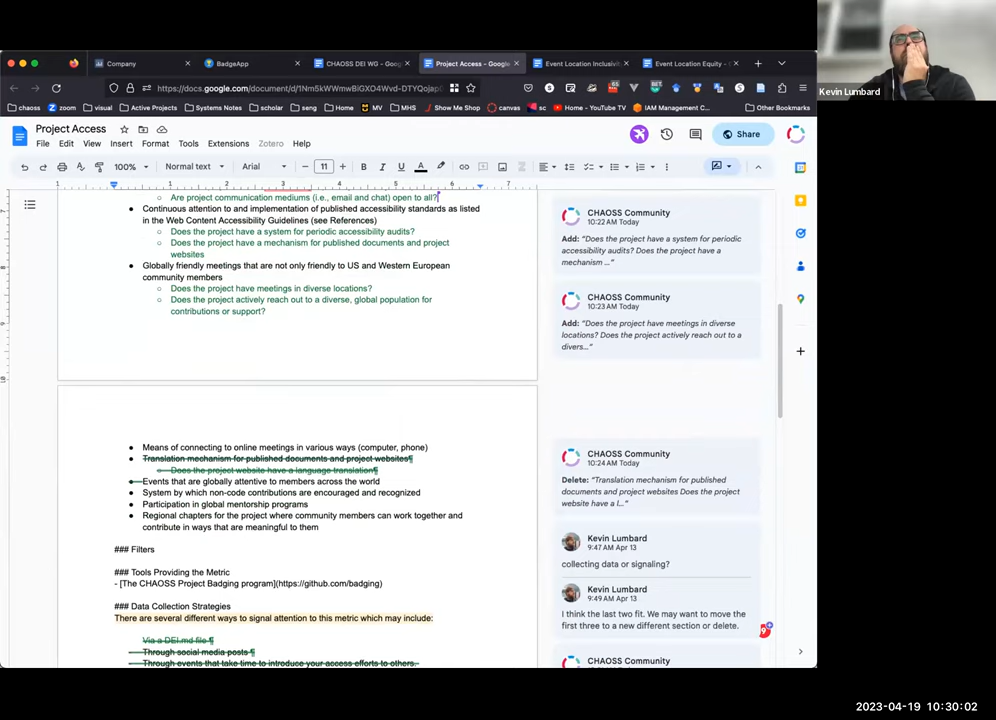 Company
BadgeApp
CHAOSS DEI WG - Goog
Project Access - Google
Event Location Inclusivi
Event Location Equity -
https://docs.google.com/document/d/1Nm5kWWmwBiGXO4Wvd-DTYQojap
chaoss
zoom
visual
Active Projects
Systems Notes
scholar
seng
Home
MV
MHS
Show Me Shop
canvas
sc
Home - YouTube TV
IAM Management C...
Other Bookmarks
Kevin Lumbard
Project Access
File Edit View Insert Format Tools Extensions Zotero Help
Share
100%
Normal text
Arial
11
B I U A
1 1 2 3 4 5 6 7
7
8
9
10
Are project communication mediums (i.e., email and chat) open to all?
Continuous attention to and implementation of published accessibility standards as listed
in the Web Content Accessibility Guidelines (see References)
Does the project have a system for periodic accessibility audits?
Does the project have a mechanism for published documents and project
websites
Globally friendly meetings that are not only friendly to US and Western European
community members
Does the project have meetings in diverse locations?
Does the project actively reach out to a diverse, global population for
contributions or support?
Means of connecting to online meetings in various ways (computer, phone)
Translation mechanism for published documents and project websites¶
Does the project website have a language translation¶
Events that are globally attentive to members across the world
System by which non-code contributions are encouraged and recognized
Participation in global mentorship programs
Regional chapters for the project where community members can work together and
contribute in ways that are meaningful to them
### Filters
### Tools Providing the Metric
- [The CHAOSS Project Badging program](https://github.com/badging)
### Data Collection Strategies
There are several different ways to signal attention to this metric which may include:
Via a DEI.md file ¶
Through social media posts ¶
Through events that take time to introduce your access efforts to others.
CHAOSS Community
10:22 AM Today
Add: “Does the project have a system for periodic
accessibility audits? Does the project have a
mechanism ...”
CHAOSS Community
10:23 AM Today
Add: “Does the project have meetings in diverse
locations? Does the project actively reach out to a
divers...”
CHAOSS Community
10:24 AM Today
Delete: “Translation mechanism for published
documents and project websites Does the project
website have a l...”
Kevin Lumbard
9:47 AM Apr 13
collecting data or signaling?
Kevin Lumbard
9:49 AM Apr 13
I think the last two fit. We may want to move the
first three to a new different section or delete.
CHAOSS Community
2023-04-19 10:30:02